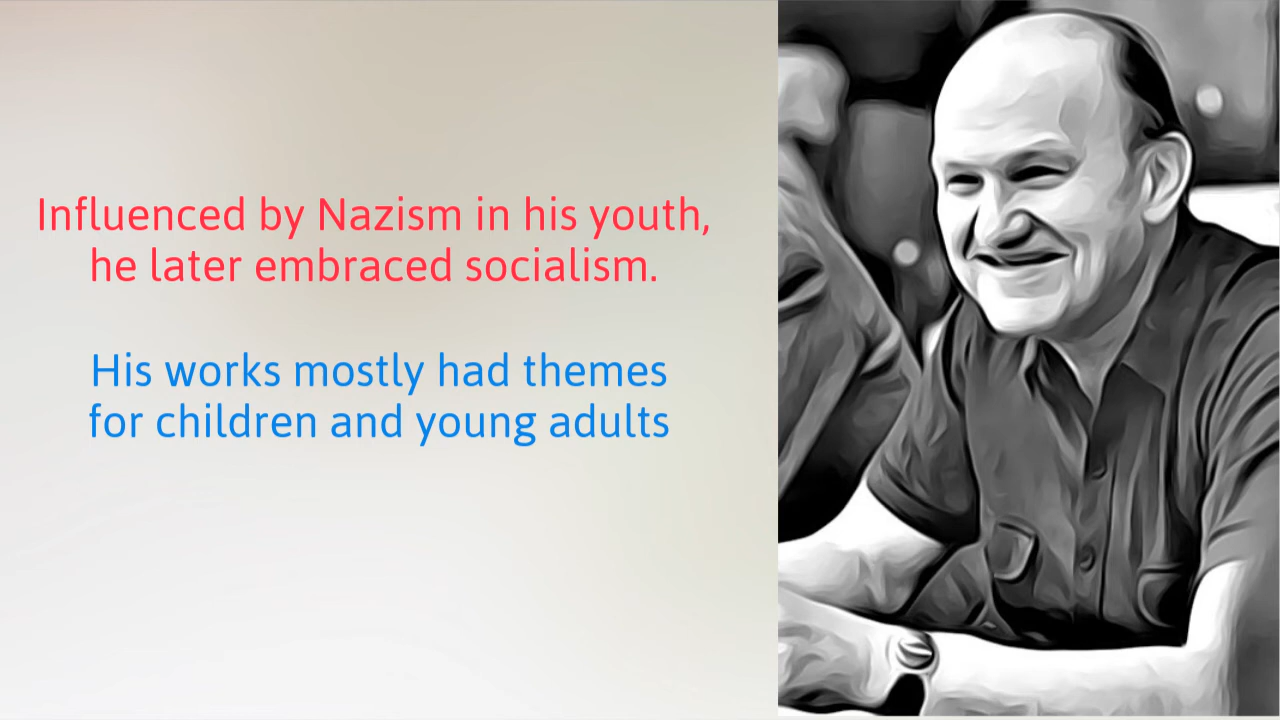 Influenced by Nazism in his youth,
he later embraced socialism.
His works mostly had themes
for children and young adults